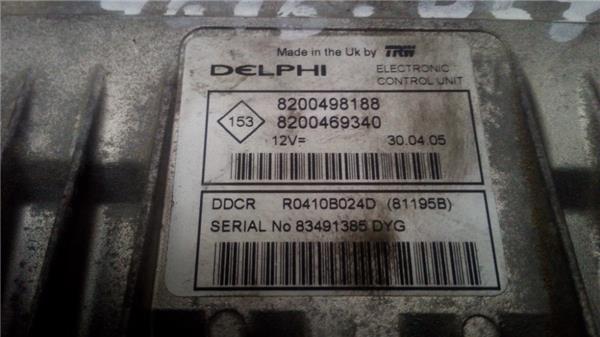 Made in the Uk by TRW
DELPHI ELECTRONIC CONTROL UNIT
153
8200498188
8200469340
12V= 30.04.05
DDCR R0410B024D (81195B)
SERIAL No 83491385 DYG